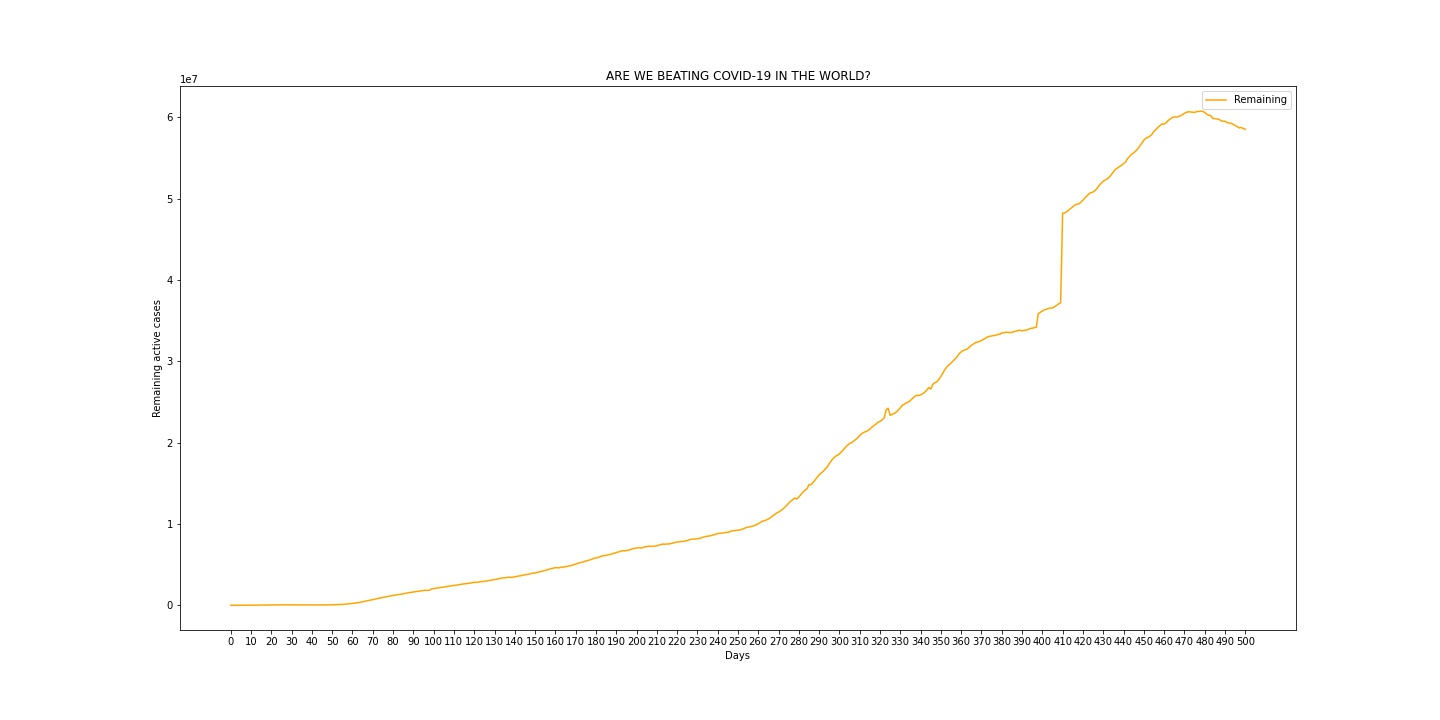 ARE WE BEATING COVID-19 IN THE WORLD?
1e7
Remaining
6
5
4
3
2
1
0
Remaining active cases
0 10 20 30 40 50 60 70 80 90 100 110 120 130 140 150 160 170 180 190 200 210 220 230 240 250 260 270 280 290 300 310 320 330 340 350 360 370 380 390 400 410 420 430 440 450 460 470 480 490 500
Days